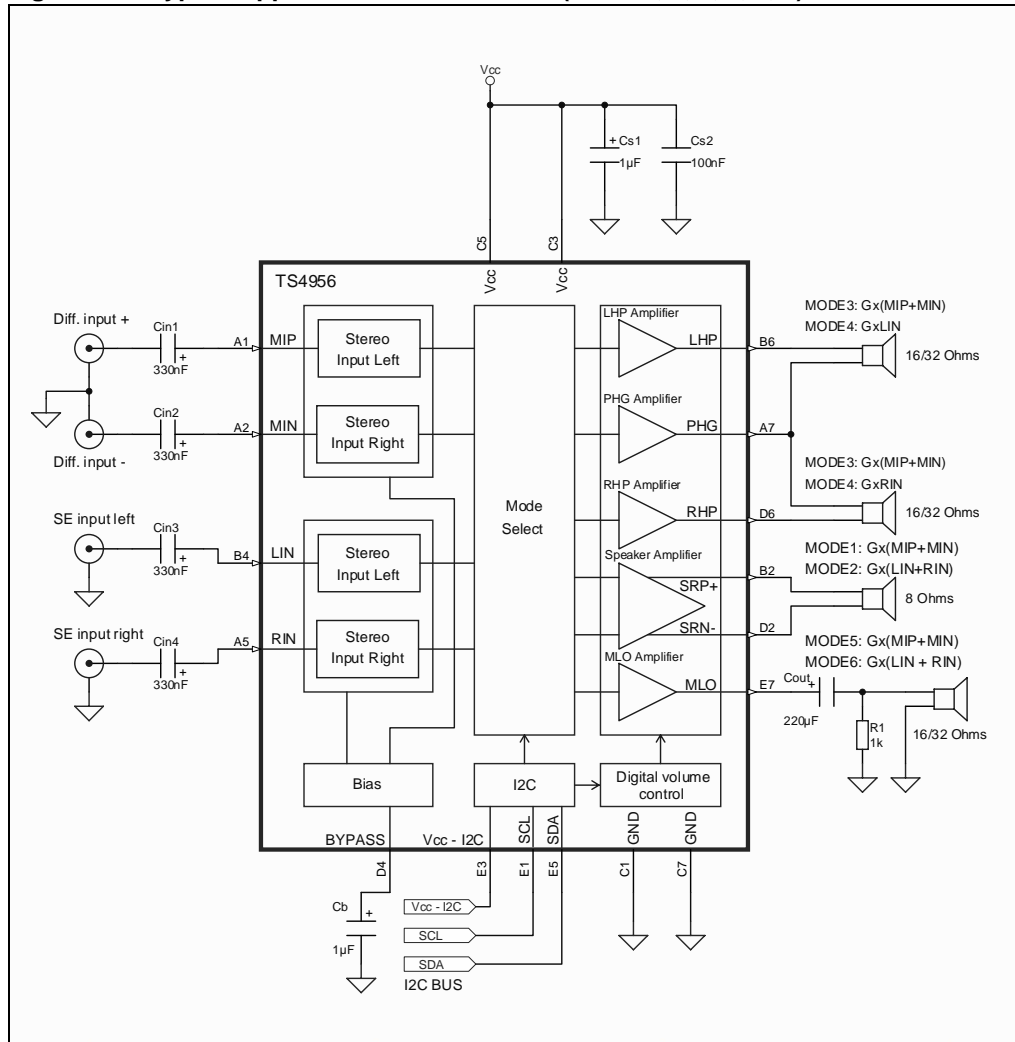 Vcc
Cs1
1µF
Cs2
100nF
C5
C3
Vcc
Vcc
TS4956
Diff. input +
Cin1
330nF
A1
MIP
Stereo
Input Left
Cin2
330nF
A2
MIN
Stereo
Input Right
Diff. input -
SE input left
Cin3
330nF
B4
LIN
Stereo
Input Left
SE input right
Cin4
330nF
A5
RIN
Stereo
Input Right
Mode
Select
LHP Amplifier
LHP
B6
MODE3: Gx(MIP+MIN)
MODE4: GxLIN
16/32 Ohms
PHG Amplifier
PHG
A7
RHP Amplifier
RHP
D6
MODE3: Gx(MIP+MIN)
MODE4: GxRIN
16/32 Ohms
Speaker Amplifier
SRP+
SRN-
B2
D2
MODE1: Gx(MIP+MIN)
MODE2: Gx(LIN+RIN)
8 Ohms
MLO Amplifier
MLO
E7
MODE5: Gx(MIP+MIN)
MODE6: Gx(LIN + RIN)
Cout
220µF
R1
1k
16/32 Ohms
Bias
I2C
Digital volume
control
BYPASS
Vcc - I2C
SCL
SDA
GND
GND
D4
E3
E1
E5
C1
C7
Cb
1µF
Vcc - I2C
SCL
SDA
I2C BUS